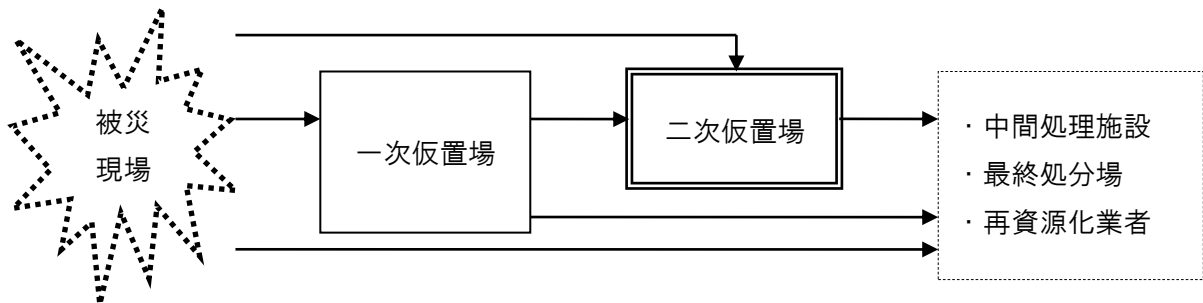 被災
現場
一次仮置場
二次仮置場
・中間処理施設
・最終処分場
・再資源化業者